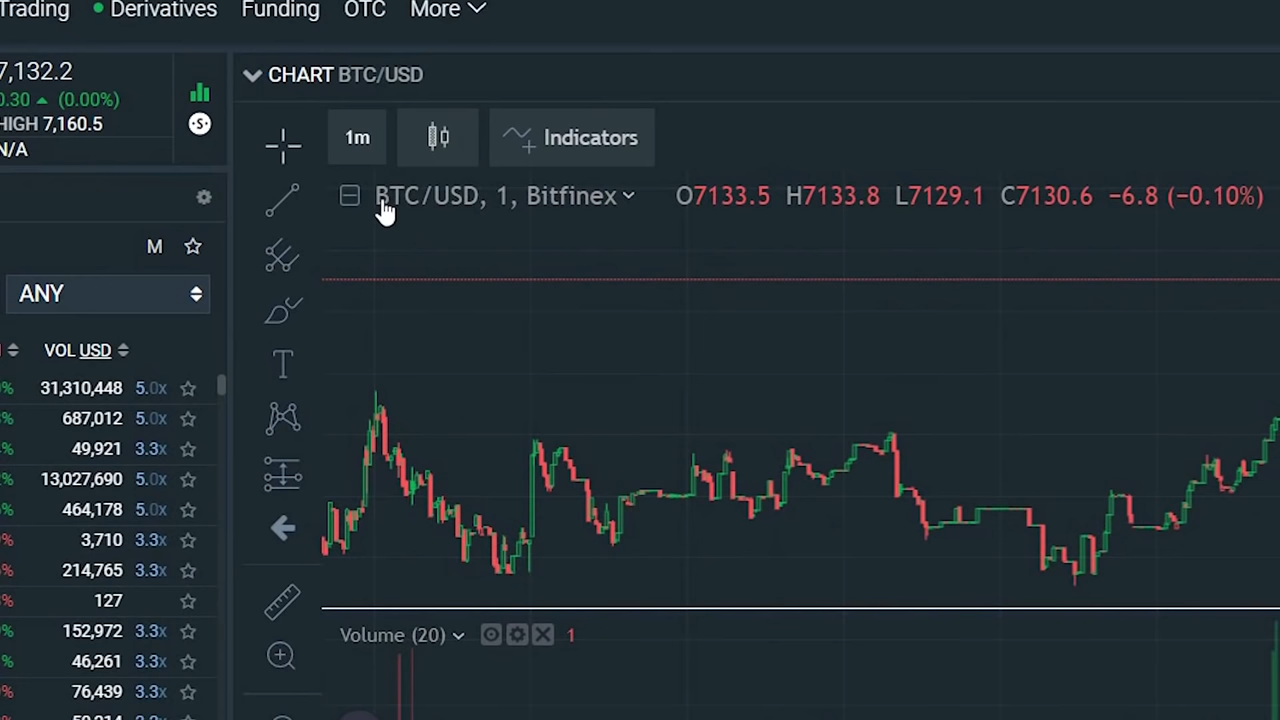 Trading Derivatives Funding OTC More
7,132.2
0.30 (0.00%)
HIGH 7,160.5
N/A
CHART BTC/USD
1m Indicators
BTC/USD, 1, Bitfinex O7133.5 H7133.8 L7129.1 C7130.6 −6.8 (−0.10%)
M
ANY
VOL USD
% 31,310,448 5.0x
% 687,012 5.0x
% 49,921 3.3x
% 13,027,690 5.0x
% 464,178 5.0x
% 3,710 3.3x
% 214,765 3.3x
% 127
% 152,972 3.3x
% 46,261 3.3x
% 76,439 3.3x
T
Volume (20) 1